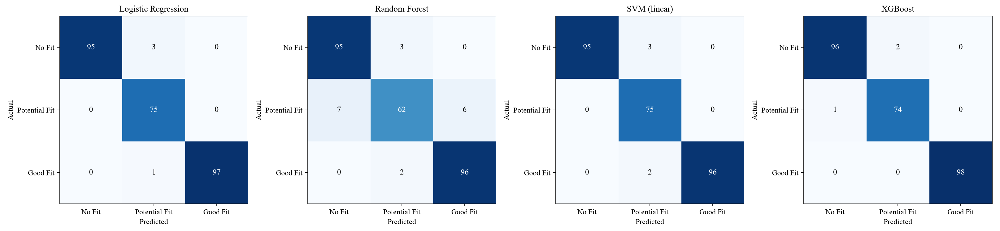 Logistic Regression
Random Forest
SVM (linear)
XGBoost
Actual
No Fit 95 3 0
Potential Fit 0 75 0
Good Fit 0 1 97
No Fit Potential Fit Good Fit
Predicted
Actual
No Fit 95 3 0
Potential Fit 7 62 6
Good Fit 0 2 96
No Fit Potential Fit Good Fit
Predicted
Actual
No Fit 95 3 0
Potential Fit 0 75 0
Good Fit 0 2 96
No Fit Potential Fit Good Fit
Predicted
Actual
No Fit 96 2 0
Potential Fit 1 74 0
Good Fit 0 0 98
No Fit Potential Fit Good Fit
Predicted